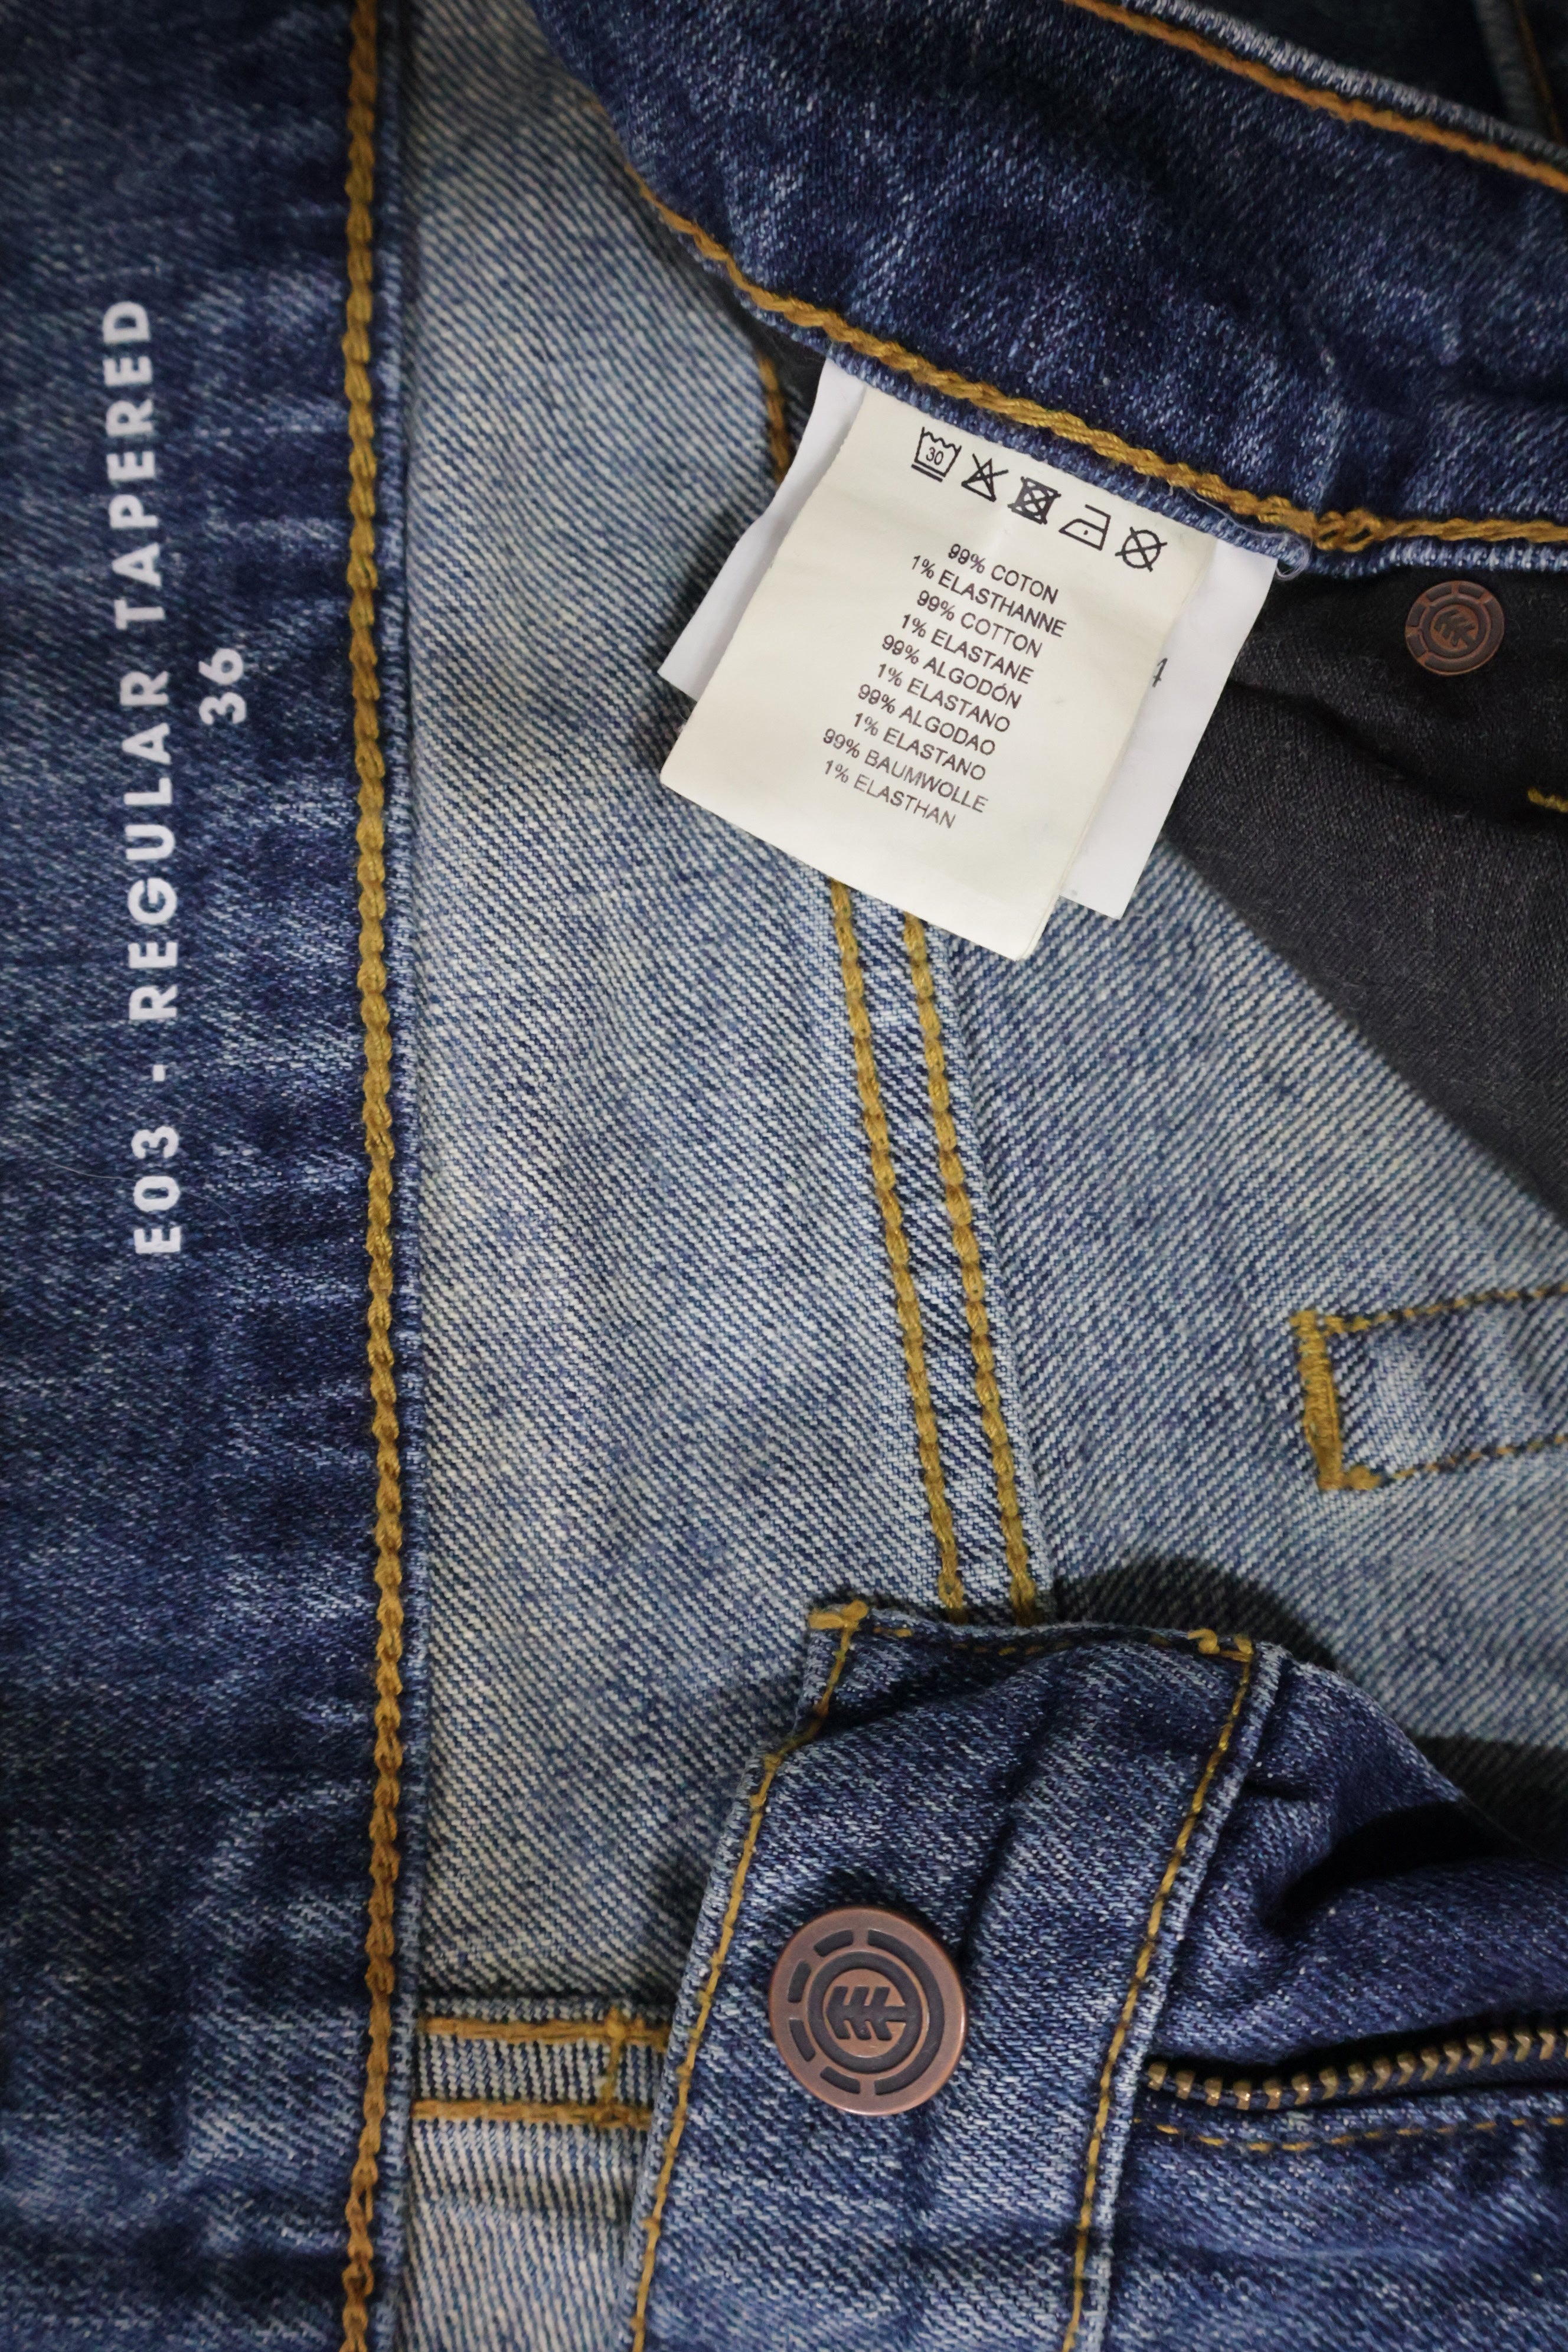 E03 - REGULAR TAPERED
36
30
99% COTON
1% ELASTHANNE
99% COTTON
1% ELASTANE
99% ALGODÓN
1% ELASTANO
99% ALGODAO
1% ELASTANO
99% BAUMWOLLE
1% ELASTHAN
4